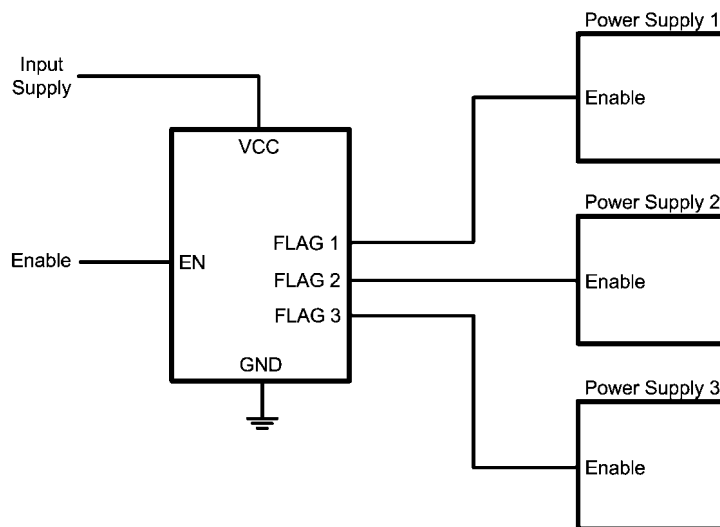 Power Supply 1
Input
Supply
Enable
VCC
Power Supply 2
FLAG 1
Enable
EN
FLAG 2
Enable
FLAG 3
GND
Power Supply 3
Enable